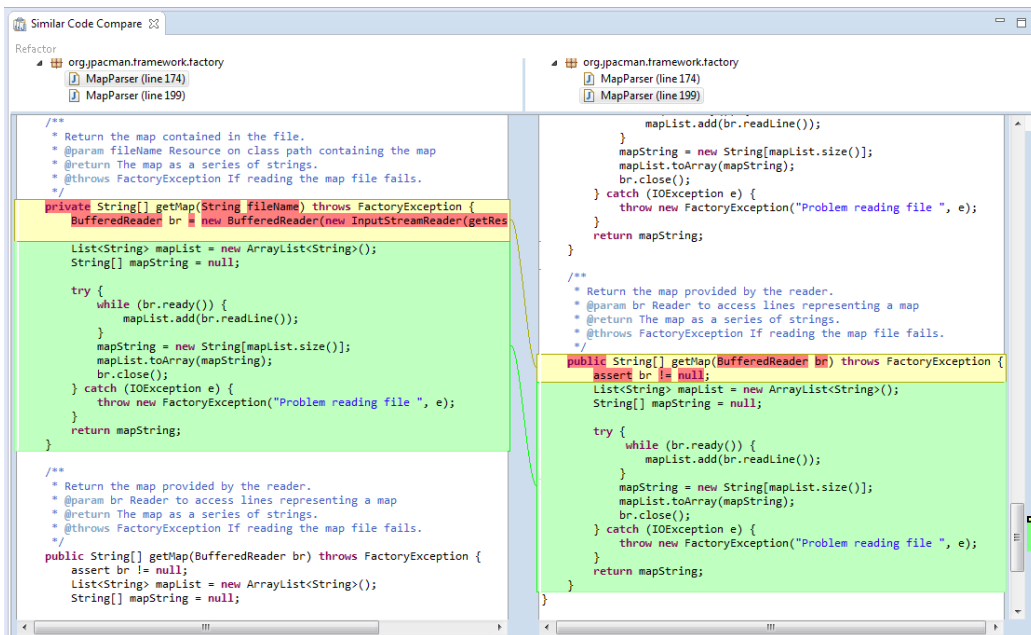 Similar Code Compare
Refactor
org.jpacman.framework.factory
MapParser (line 174)
MapParser (line 199)
/**
* Return the map contained in the file.
* @param fileName Resource on class path containing the map
* @return The map as a series of strings.
* @throws FactoryException If reading the map file fails.
*/
private String[] getMap(String fileName) throws FactoryException {
BufferedReader br = new BufferedReader(new InputStreamReader(getRes
List<String> mapList = new ArrayList<String>();
String[] mapString = null;
try {
while (br.ready()) {
mapList.add(br.readLine());
}
mapString = new String[mapList.size()];
mapList.toArray(mapString);
br.close();
} catch (IOException e) {
throw new FactoryException("Problem reading file ", e);
}
return mapString;
}
/**
* Return the map provided by the reader.
* @param br Reader to access lines representing a map
* @return The map as a series of strings.
* @throws FactoryException If reading the map file fails.
*/
public String[] getMap(BufferedReader br) throws FactoryException {
assert br != null;
List<String> mapList = new ArrayList<String>();
String[] mapString = null;
org.jpacman.framework.factory
MapParser (line 174)
MapParser (line 199)
mapList.add(br.readLine());
}
mapString = new String[mapList.size()];
mapList.toArray(mapString);
br.close();
} catch (IOException e) {
throw new FactoryException("Problem reading file ", e);
}
return mapString;
}
/**
* Return the map provided by the reader.
* @param br Reader to access lines representing a map
* @return The map as a series of strings.
* @throws FactoryException If reading the map file fails.
*/
public String[] getMap(BufferedReader br) throws FactoryException {
assert br != null;
List<String> mapList = new ArrayList<String>();
String[] mapString = null;
try {
while (br.ready()) {
mapList.add(br.readLine());
}
mapString = new String[mapList.size()];
mapList.toArray(mapString);
br.close();
} catch (IOException e) {
throw new FactoryException("Problem reading file ", e);
}
return mapString;
}
}